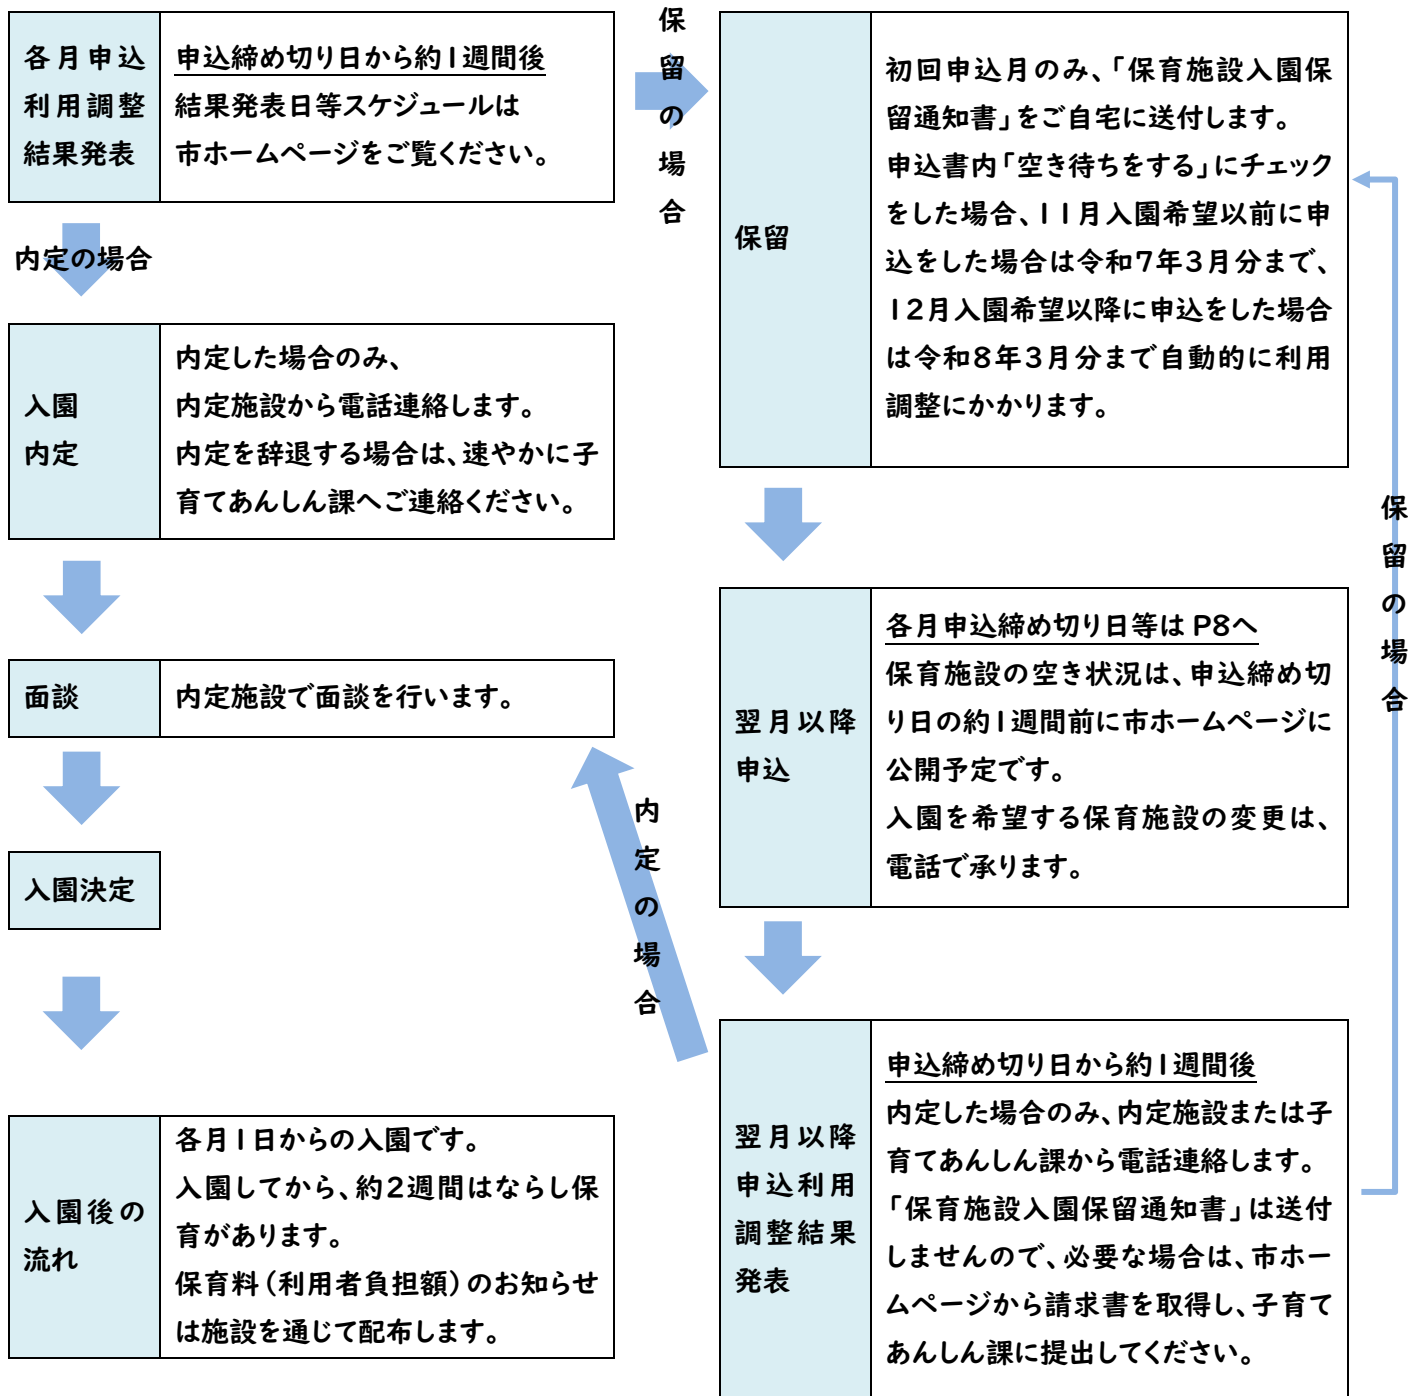 各月申込
利用調整
結果発表
申込締め切り日から約1週間後
結果発表日等スケジュールは
市ホームページをご覧ください。
内定の場合
入園
内定
内定した場合のみ、
内定施設から電話連絡します。
内定を辞退する場合は、速やかに子
育てあんしん課へご連絡ください。
面談
内定施設で面談を行います。
入園決定
入園後の
流れ
各月1日からの入園です。
入園してから、約2週間はならし保
育があります。
保育料(利用者負担額)のお知らせ
は施設を通じて配布します。
保留の場合
保留
初回申込月のみ、「保育施設入園保
留通知書」をご自宅に送付します。
申込書内「空き待ちをする」にチェック
をした場合、11月入園希望以前に申
込をした場合は令和7年3月分まで、
12月入園希望以降に申込をした場合
は令和8年3月分まで自動的に利用
調整にかかります。
翌月以降
申込
各月申込締め切り日等は P8へ
保育施設の空き状況は、申込締め切
り日の約1週間前に市ホームページに
公開予定です。
入園を希望する保育施設の変更は、
電話で承ります。
内定の場合
翌月以降
申込利用
調整結果
発表
申込締め切り日から約1週間後
内定した場合のみ、内定施設または子
育てあんしん課から電話連絡します。
「保育施設入園保留通知書」は送付
しませんので、必要な場合は、市ホー
ムページから請求書を取得し、子育て
あんしん課に提出してください。
保留の場合